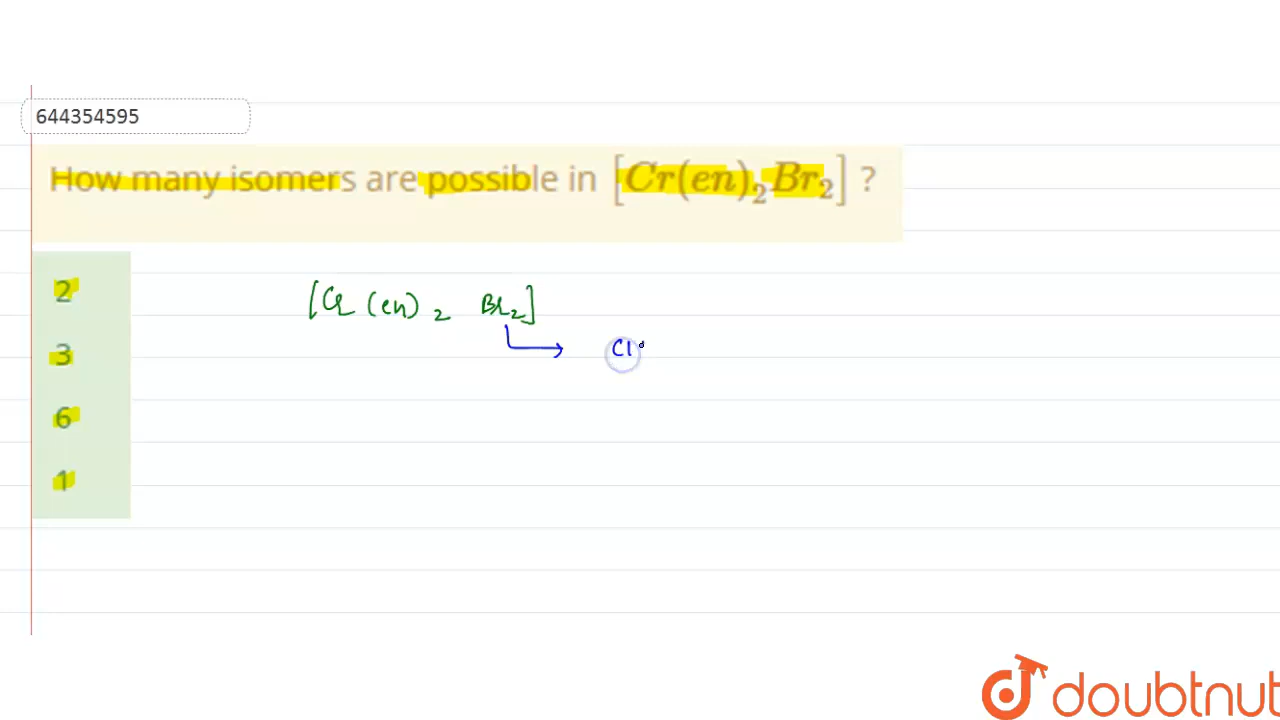 644354595
How many isomers are possible in [Cr(en)₂Br₂] ?
2
3
6
1
[Cr (en) ₂ Br₂]
Ci
doubtnut